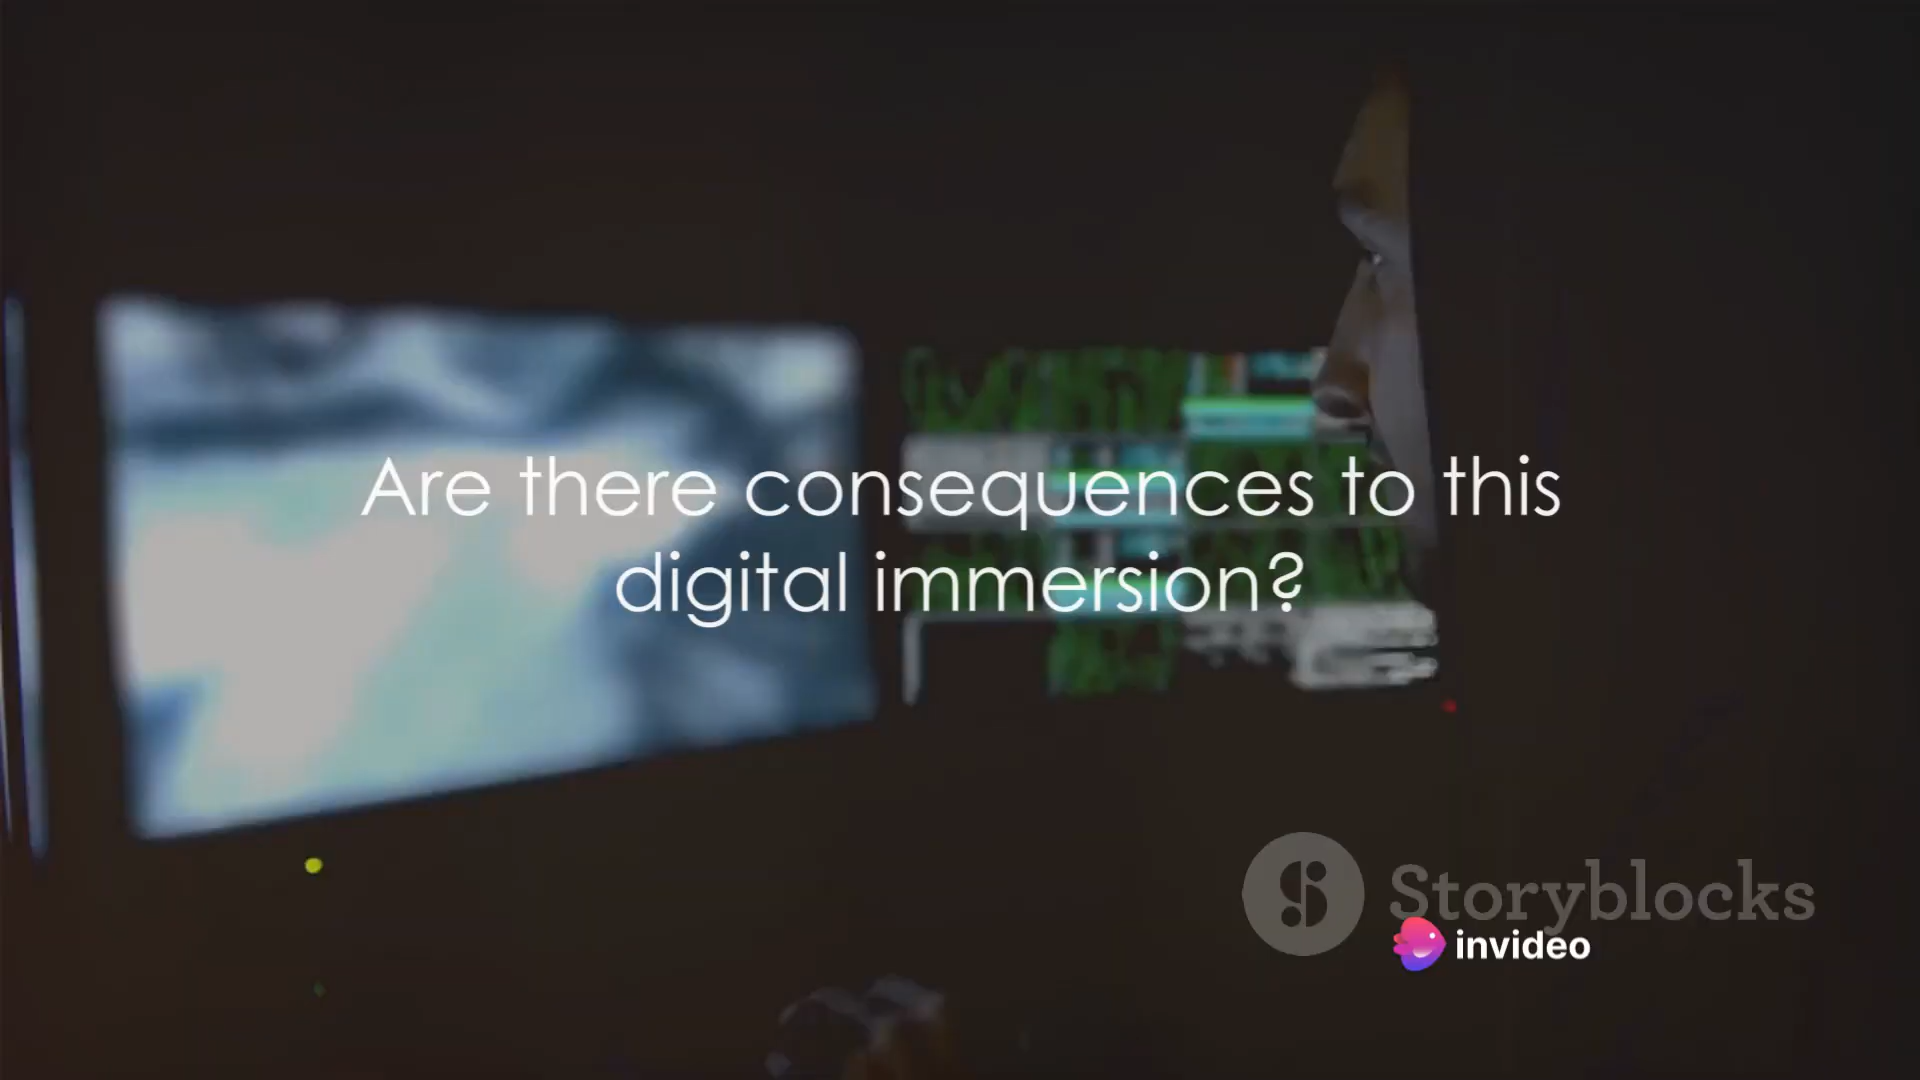 Are there consequences to this
digital immersion?
Storyblocks
invideo